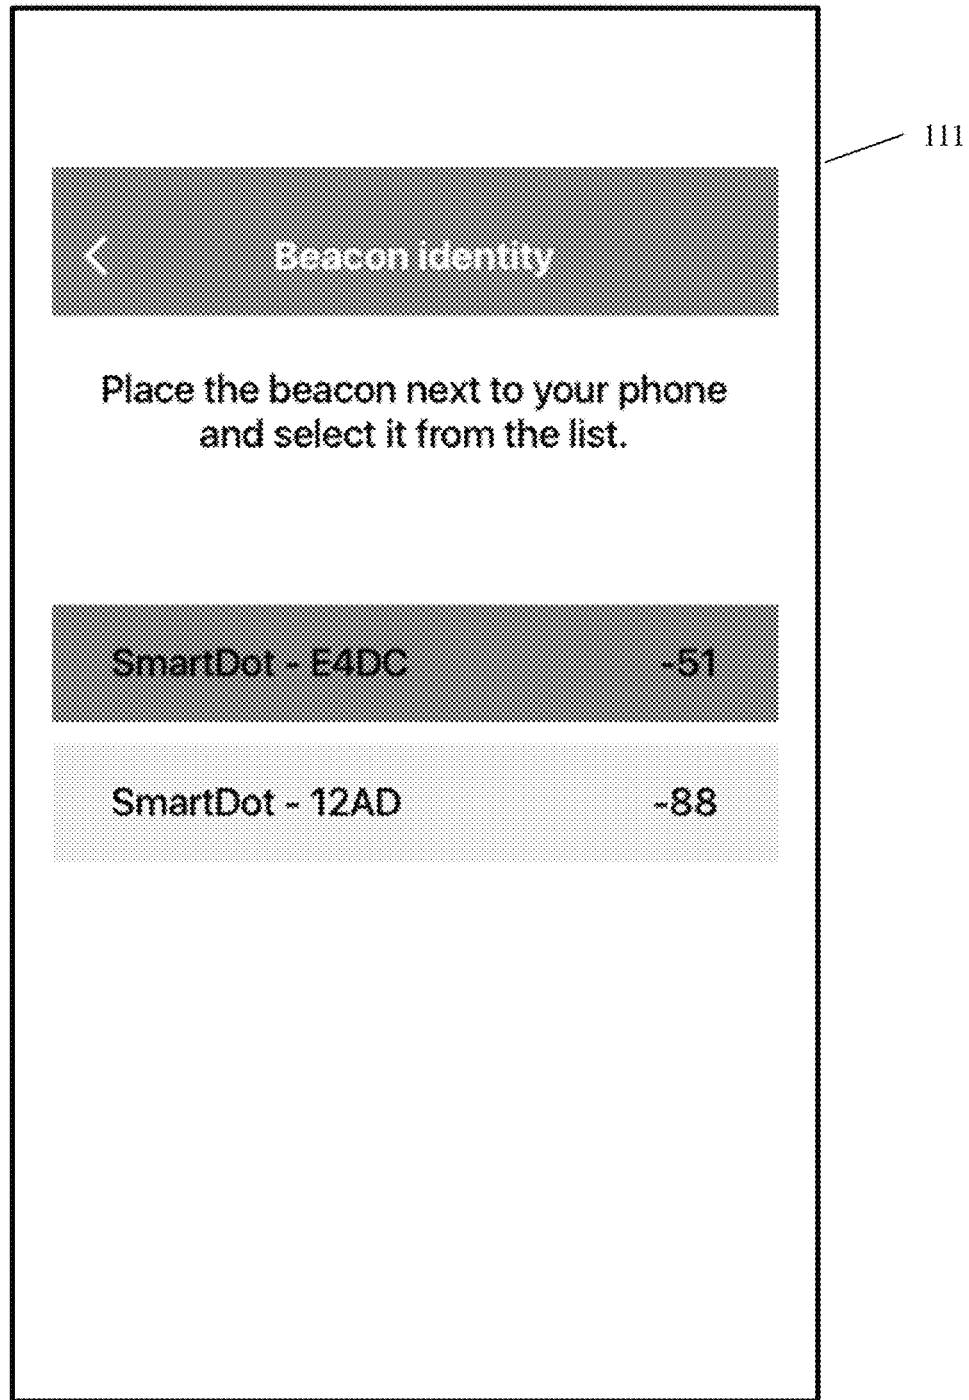 111
Beacon identity
Place the beacon next to your phone
and select it from the list.
SmartDot - E4DC -51
SmartDot - 12AD -88